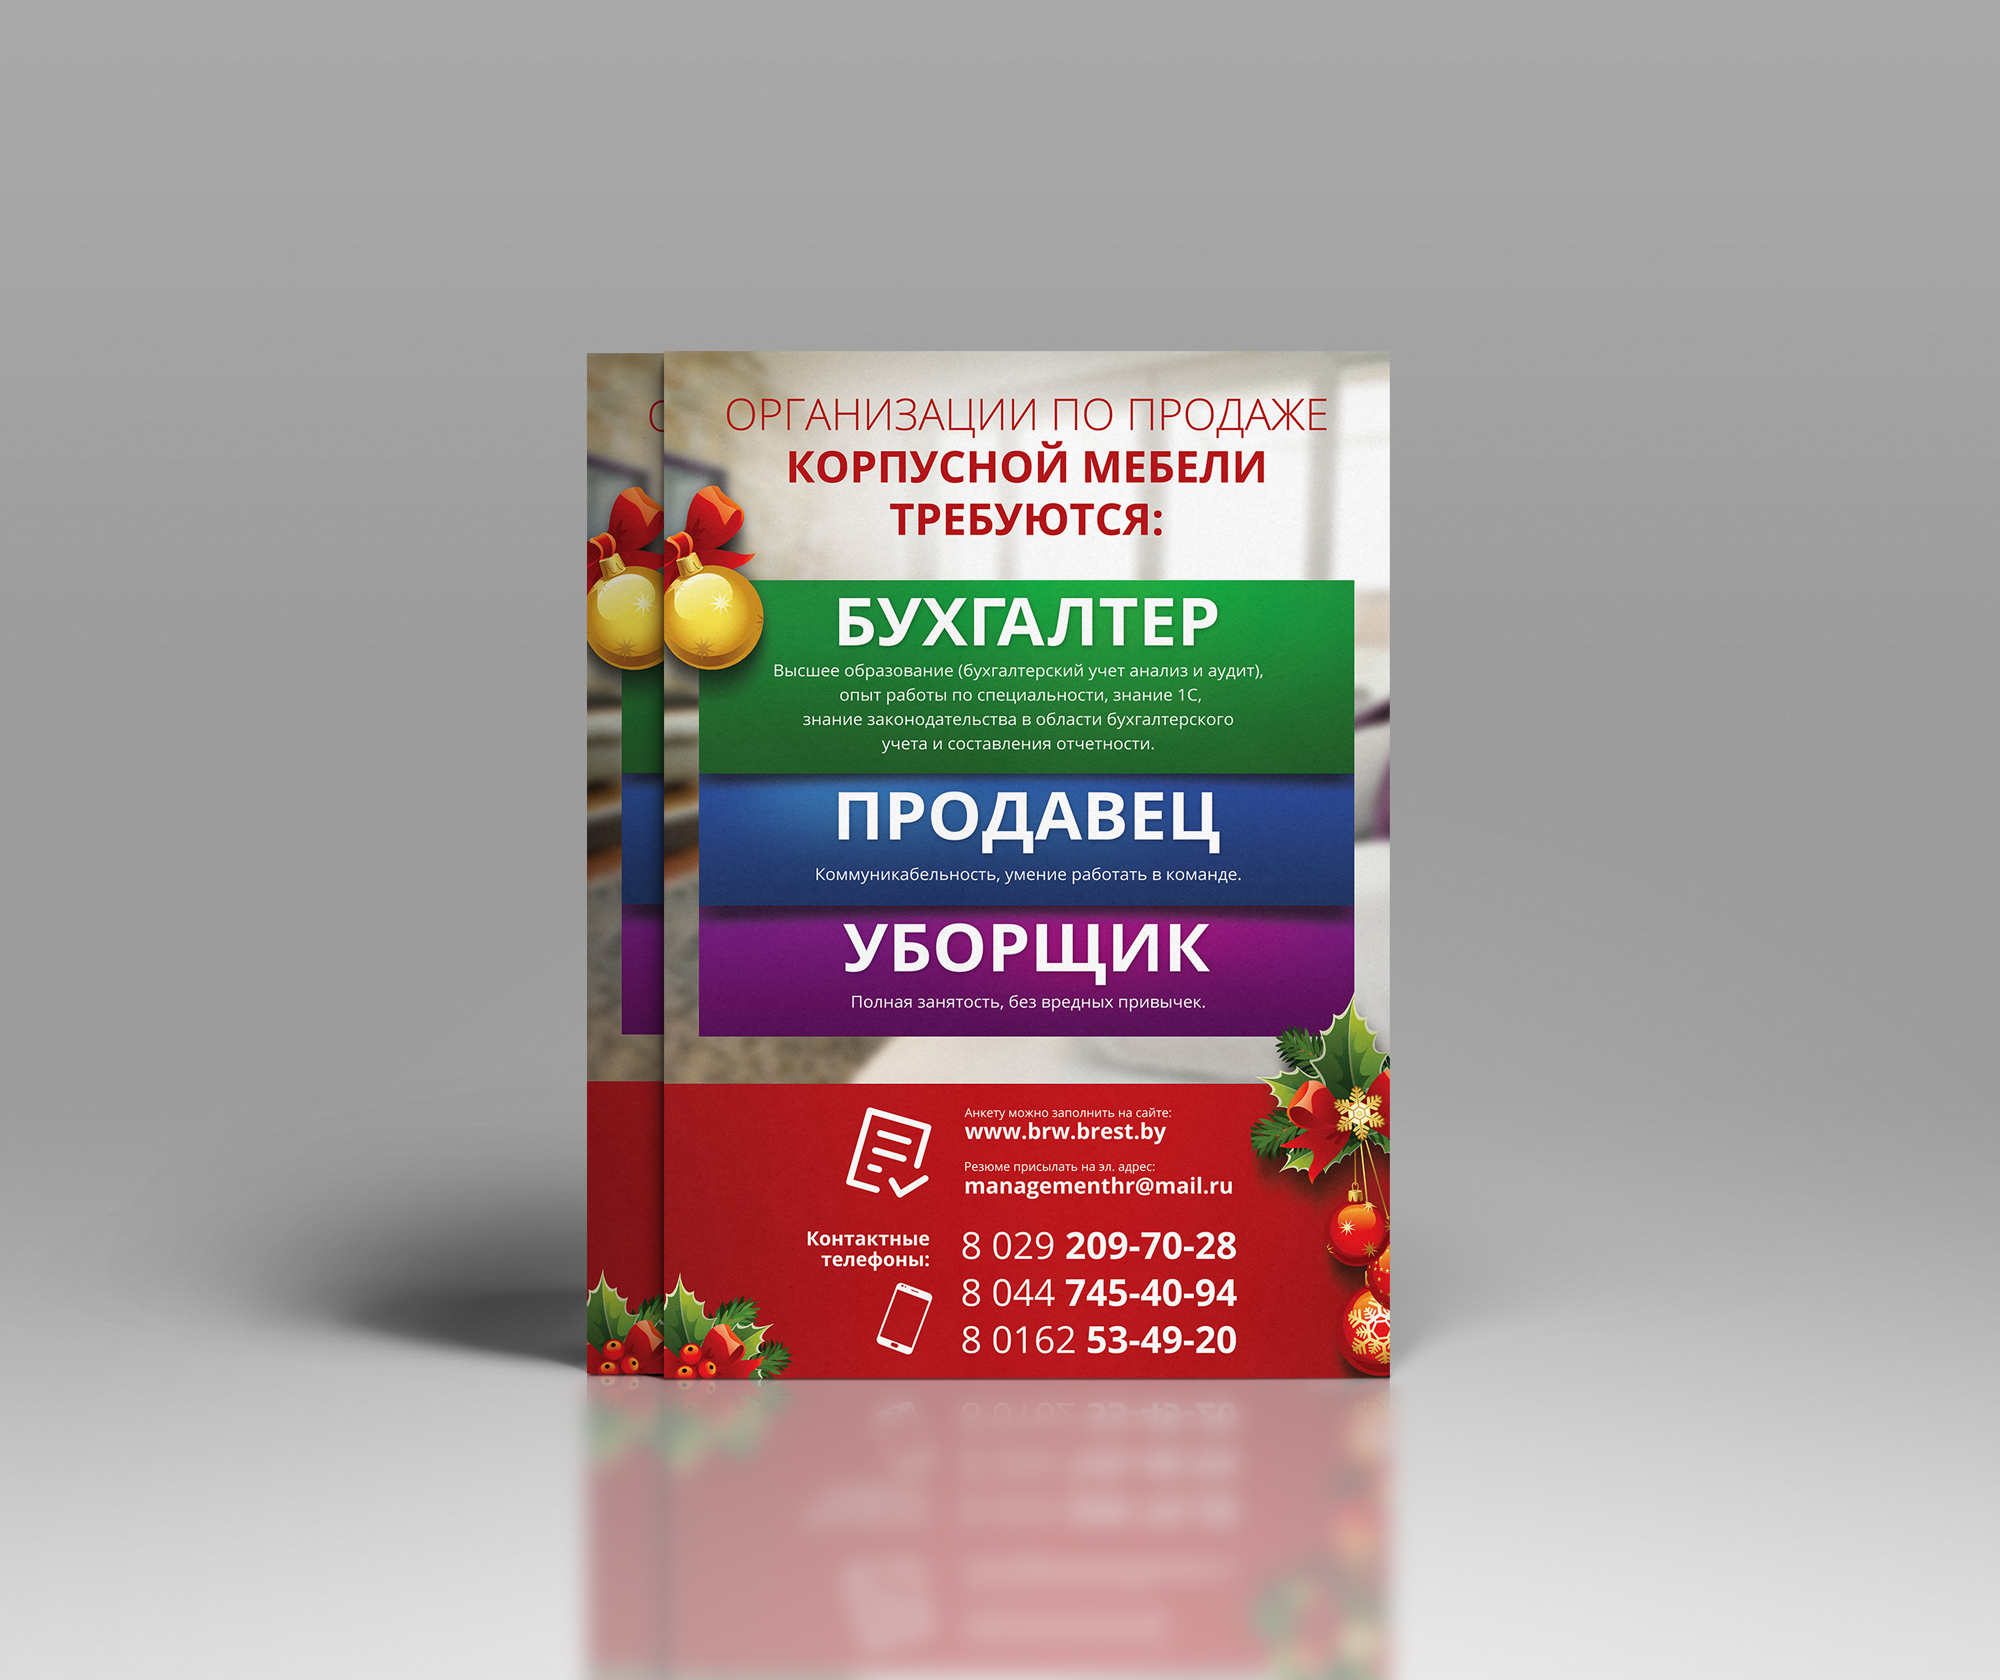 ОРГАНИЗАЦИИ ПО ПРОДАЖЕ
КОРПУСНОЙ МЕБЕЛИ
ТРЕБУЮТСЯ:
БУХГАЛТЕР
Высшее образование (бухгалтерский учет анализ и аудит),
опыт работы по специальности, знание 1С,
знание законодательства в области бухгалтерского
учета и составления отчетности.
ПРОДАВЕЦ
Коммуникабельность, умение работать в команде.
УБОРЩИК
Полная занятость, без вредных привычек.
Анкету можно заполнить на сайте:
www.brw.brest.by
Резюме присылать на эл. адрес:
managementhr@mail.ru
Контактные
телефоны:
8 029 209-70-28
8 044 745-40-94
8 0162 53-49-20